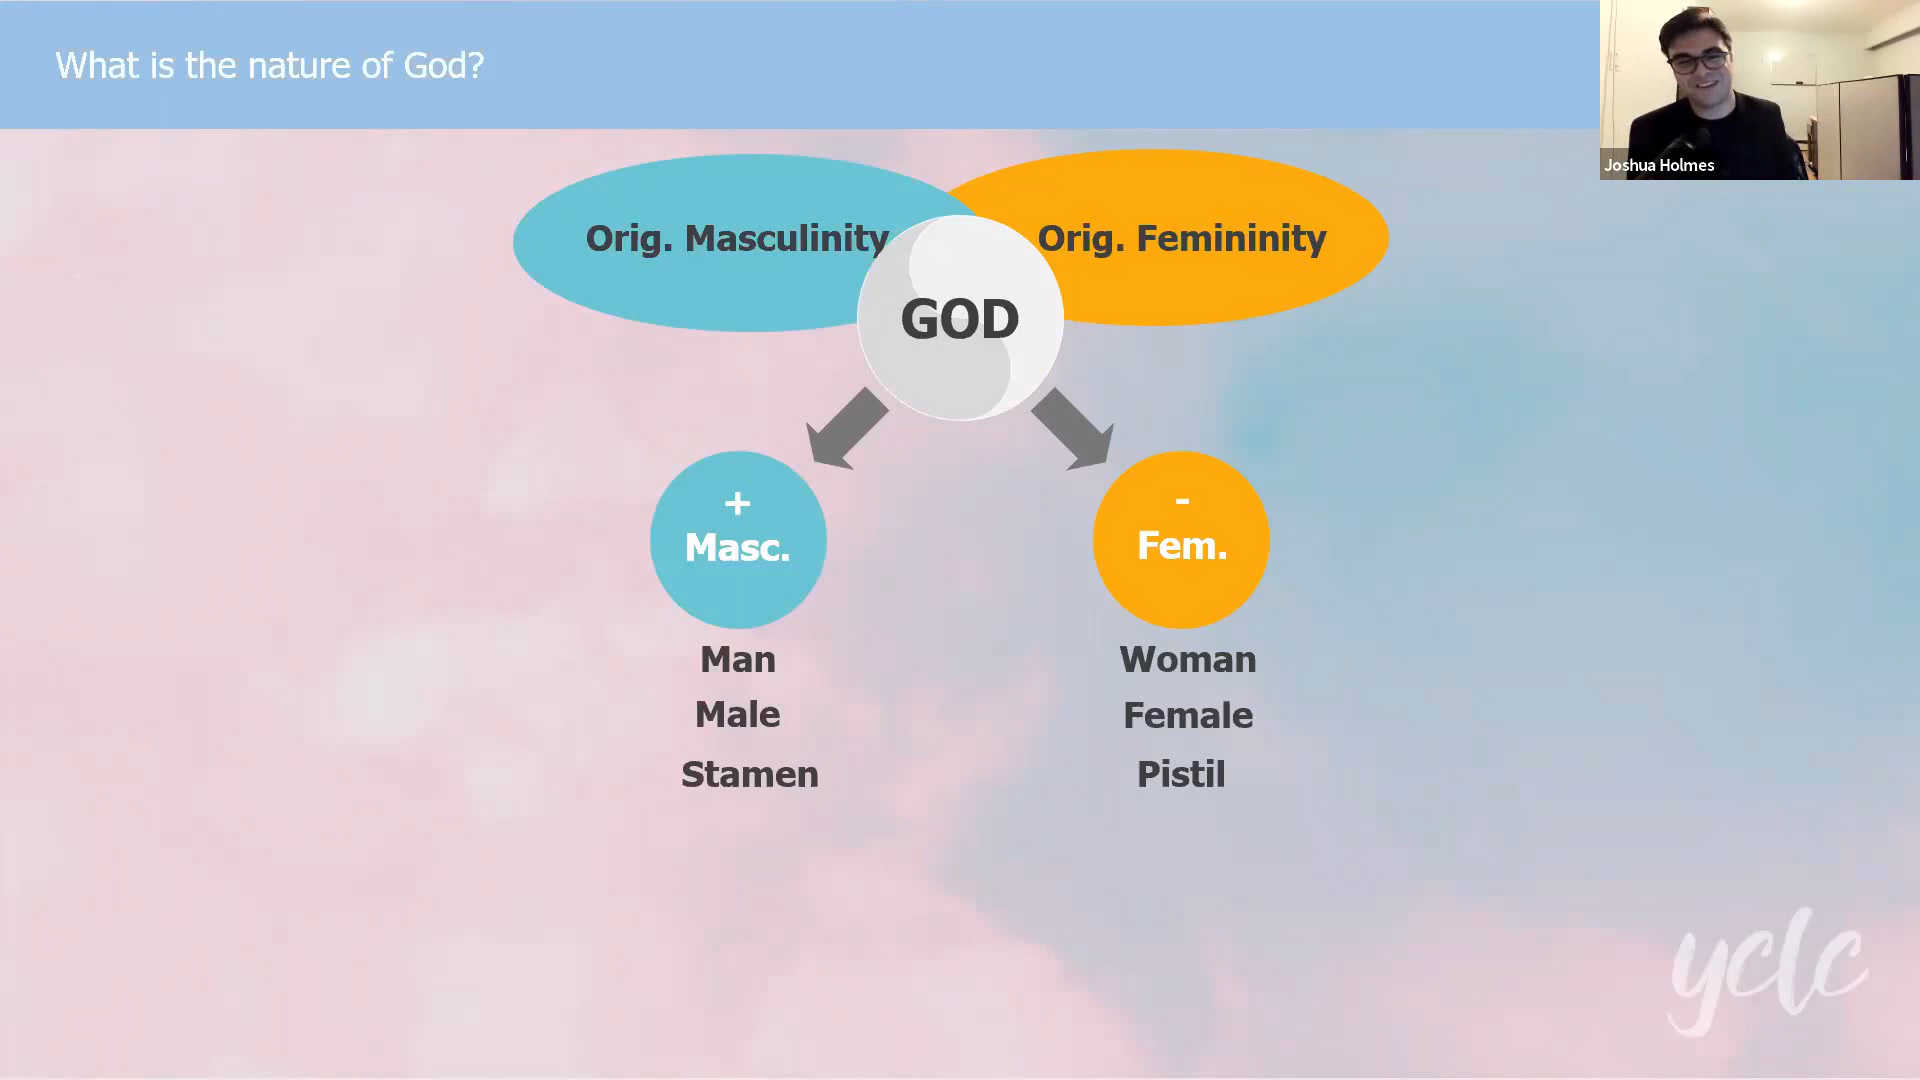 What is the nature of God?
Joshua Holmes
Orig. Masculinity
Orig. Femininity
GOD
+
Masc.
-
Fem.
Man
Woman
Male
Female
Stamen
Pistil
yclc